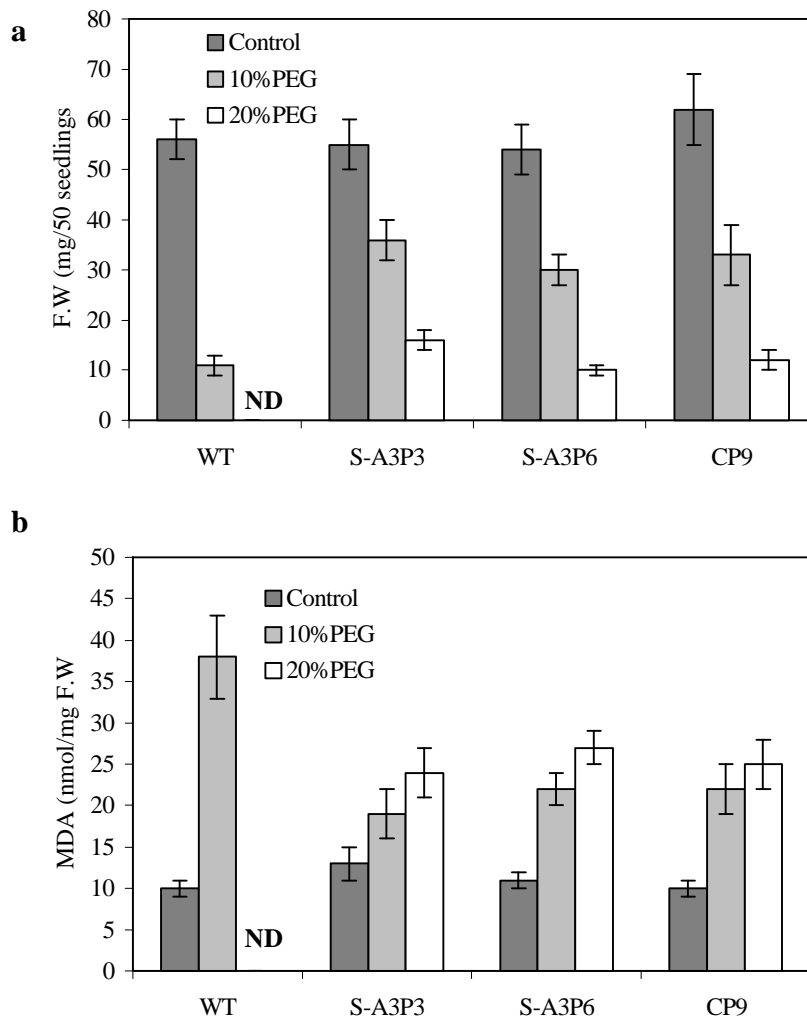 a
80
70
60
50
40
30
20
10
0
F.W (mg/50 seedlings
Control
10%PEG
20%PEG
ND
WT S-A3P3 S-A3P6 CP9
b
50
45
40
35
30
25
20
15
10
5
0
MDA (nmol/mg F.W
Control
10%PEG
20%PEG
ND
WT S-A3P3 S-A3P6 CP9